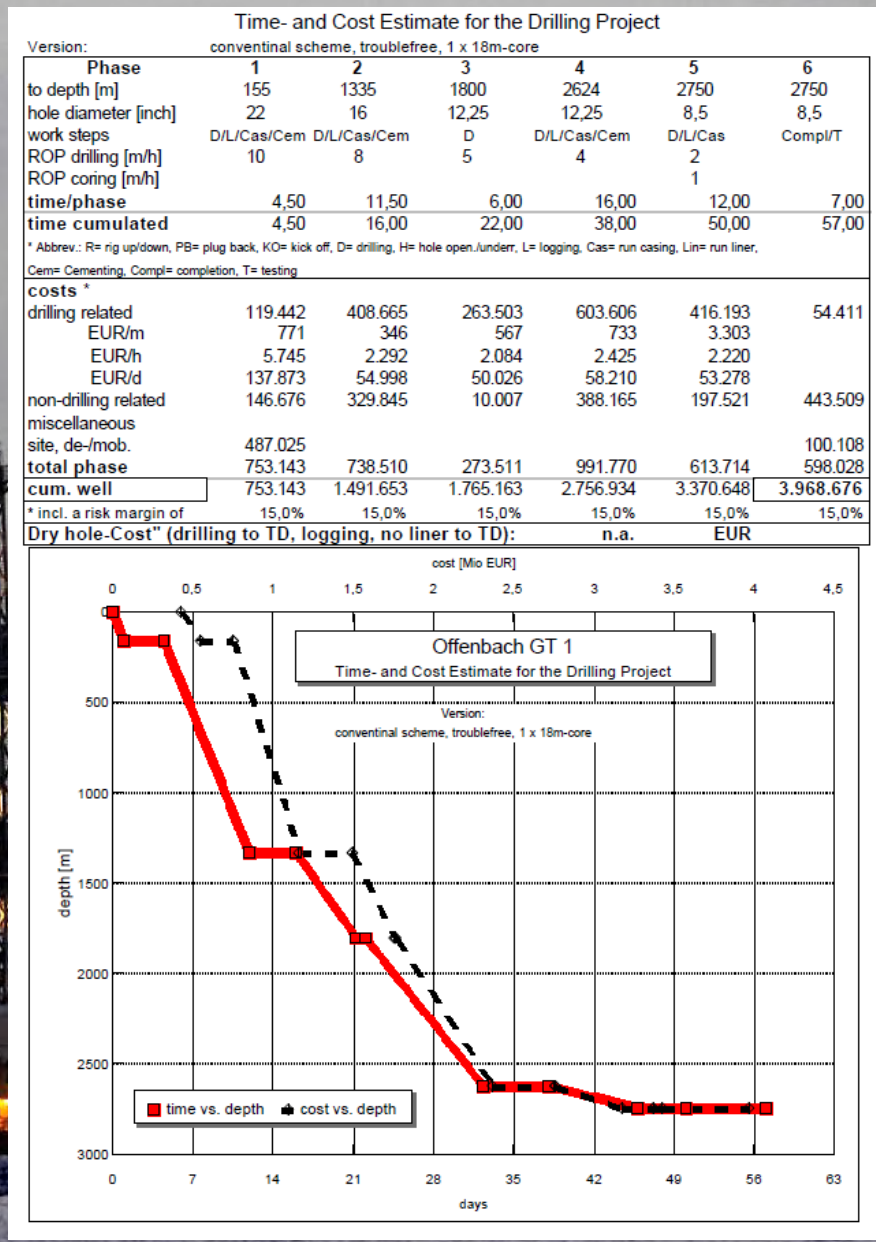 Time- and Cost Estimate for the Drilling Project
Version: conventinal scheme, troublefree, 1 x 18m-core
Phase 1 2 3 4 5 6
to depth [m] 155 1335 1800 2624 2750 2750
hole diameter [inch] 22 16 12,25 12,25 8,5 8,5
work steps D/L/Cas/Cem D/L/Cas/Cem D D/L/Cas/Cem D/L/Cas Compl/T
ROP drilling [m/h] 10 8 5 4 2
ROP coring [m/h] 1
time/phase 4,50 11,50 6,00 16,00 12,00 7,00
time cumulated 4,50 16,00 22,00 38,00 50,00 57,00
* Abbrev.: R= rig up/down, PB= plug back, KO= kick off, D= drilling, H= hole open./underr, L= logging, Cas= run casing, Lin= run liner,
Cem= Cementing, Compl= completion, T= testing
costs *
drilling related 119.442 408.665 263.503 603.606 416.193 54.411
EUR/m 771 346 567 733 3.303
EUR/h 5.745 2.292 2.084 2.425 2.220
EUR/d 137.873 54.998 50.026 58.210 53.278
non-drilling related 146.676 329.845 10.007 388.165 197.521 443.509
miscellaneous
site, de-/mob. 487.025 100.108
total phase 753.143 738.510 273.511 991.770 613.714 598.028
cum. well 753.143 1.491.653 1.765.163 2.756.934 3.370.648 3.968.676
* incl. a risk margin of 15,0% 15,0% 15,0% 15,0% 15,0% 15,0%
Dry hole-Cost" (drilling to TD, logging, no liner to TD): n.a. EUR
cost [Mio EUR]
0 0,5 1 1,5 2 2,5 3 3,5 4 4,5
Offenbach GT 1
Time- and Cost Estimate for the Drilling Project
Version:
conventinal scheme, troublefree, 1 x 18m-core
500
1000
1500
2000
2500
3000
depth [m]
time vs. depth cost vs. depth
0 7 14 21 28 35 42 49 56 63
days